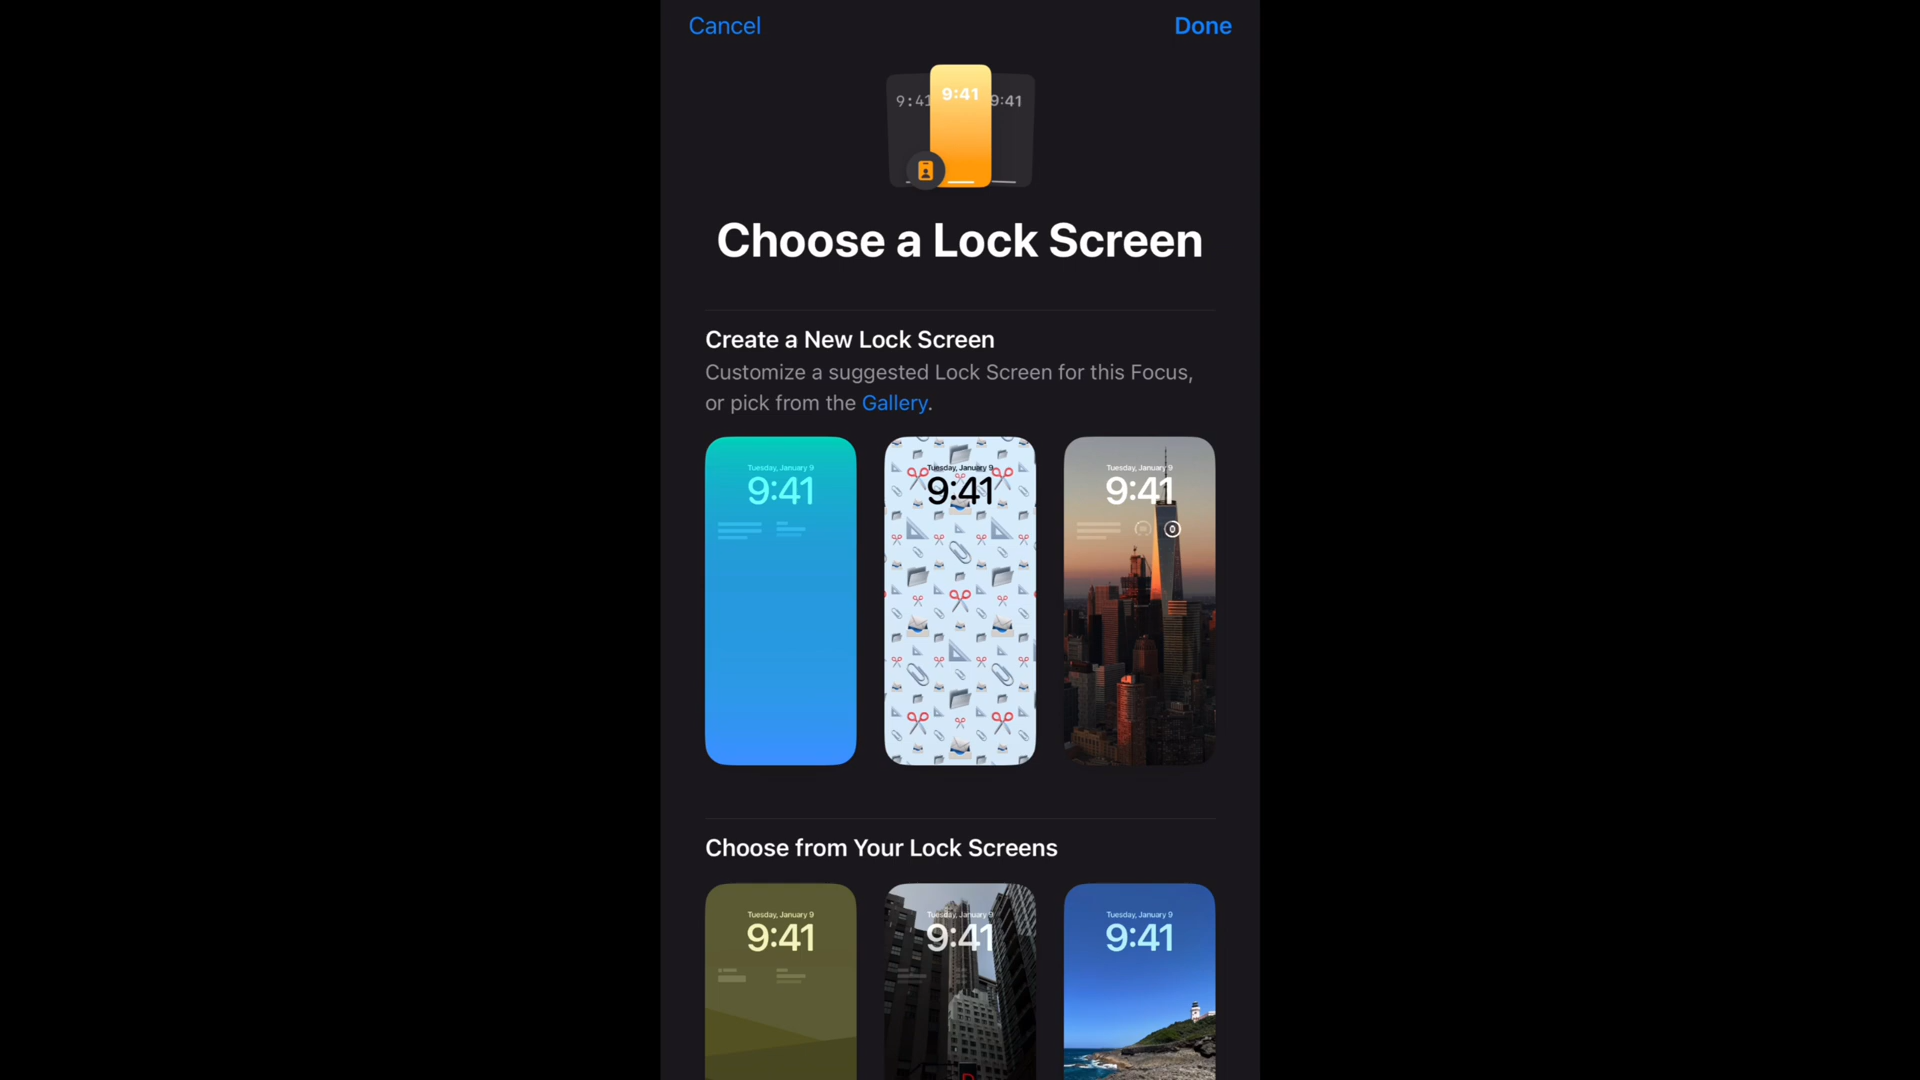 Cancel
Done
9:41
9:41
9:41
Choose a Lock Screen
Create a New Lock Screen
Customize a suggested Lock Screen for this Focus,
or pick from the Gallery.
Tuesday, January 9
9:41
Tuesday, January 9
9:41
Tuesday, January 9
9:41
0
Choose from Your Lock Screens
Tuesday, January 9
9:41
Tuesday, January 9
9:41
Tuesday, January 9
9:41